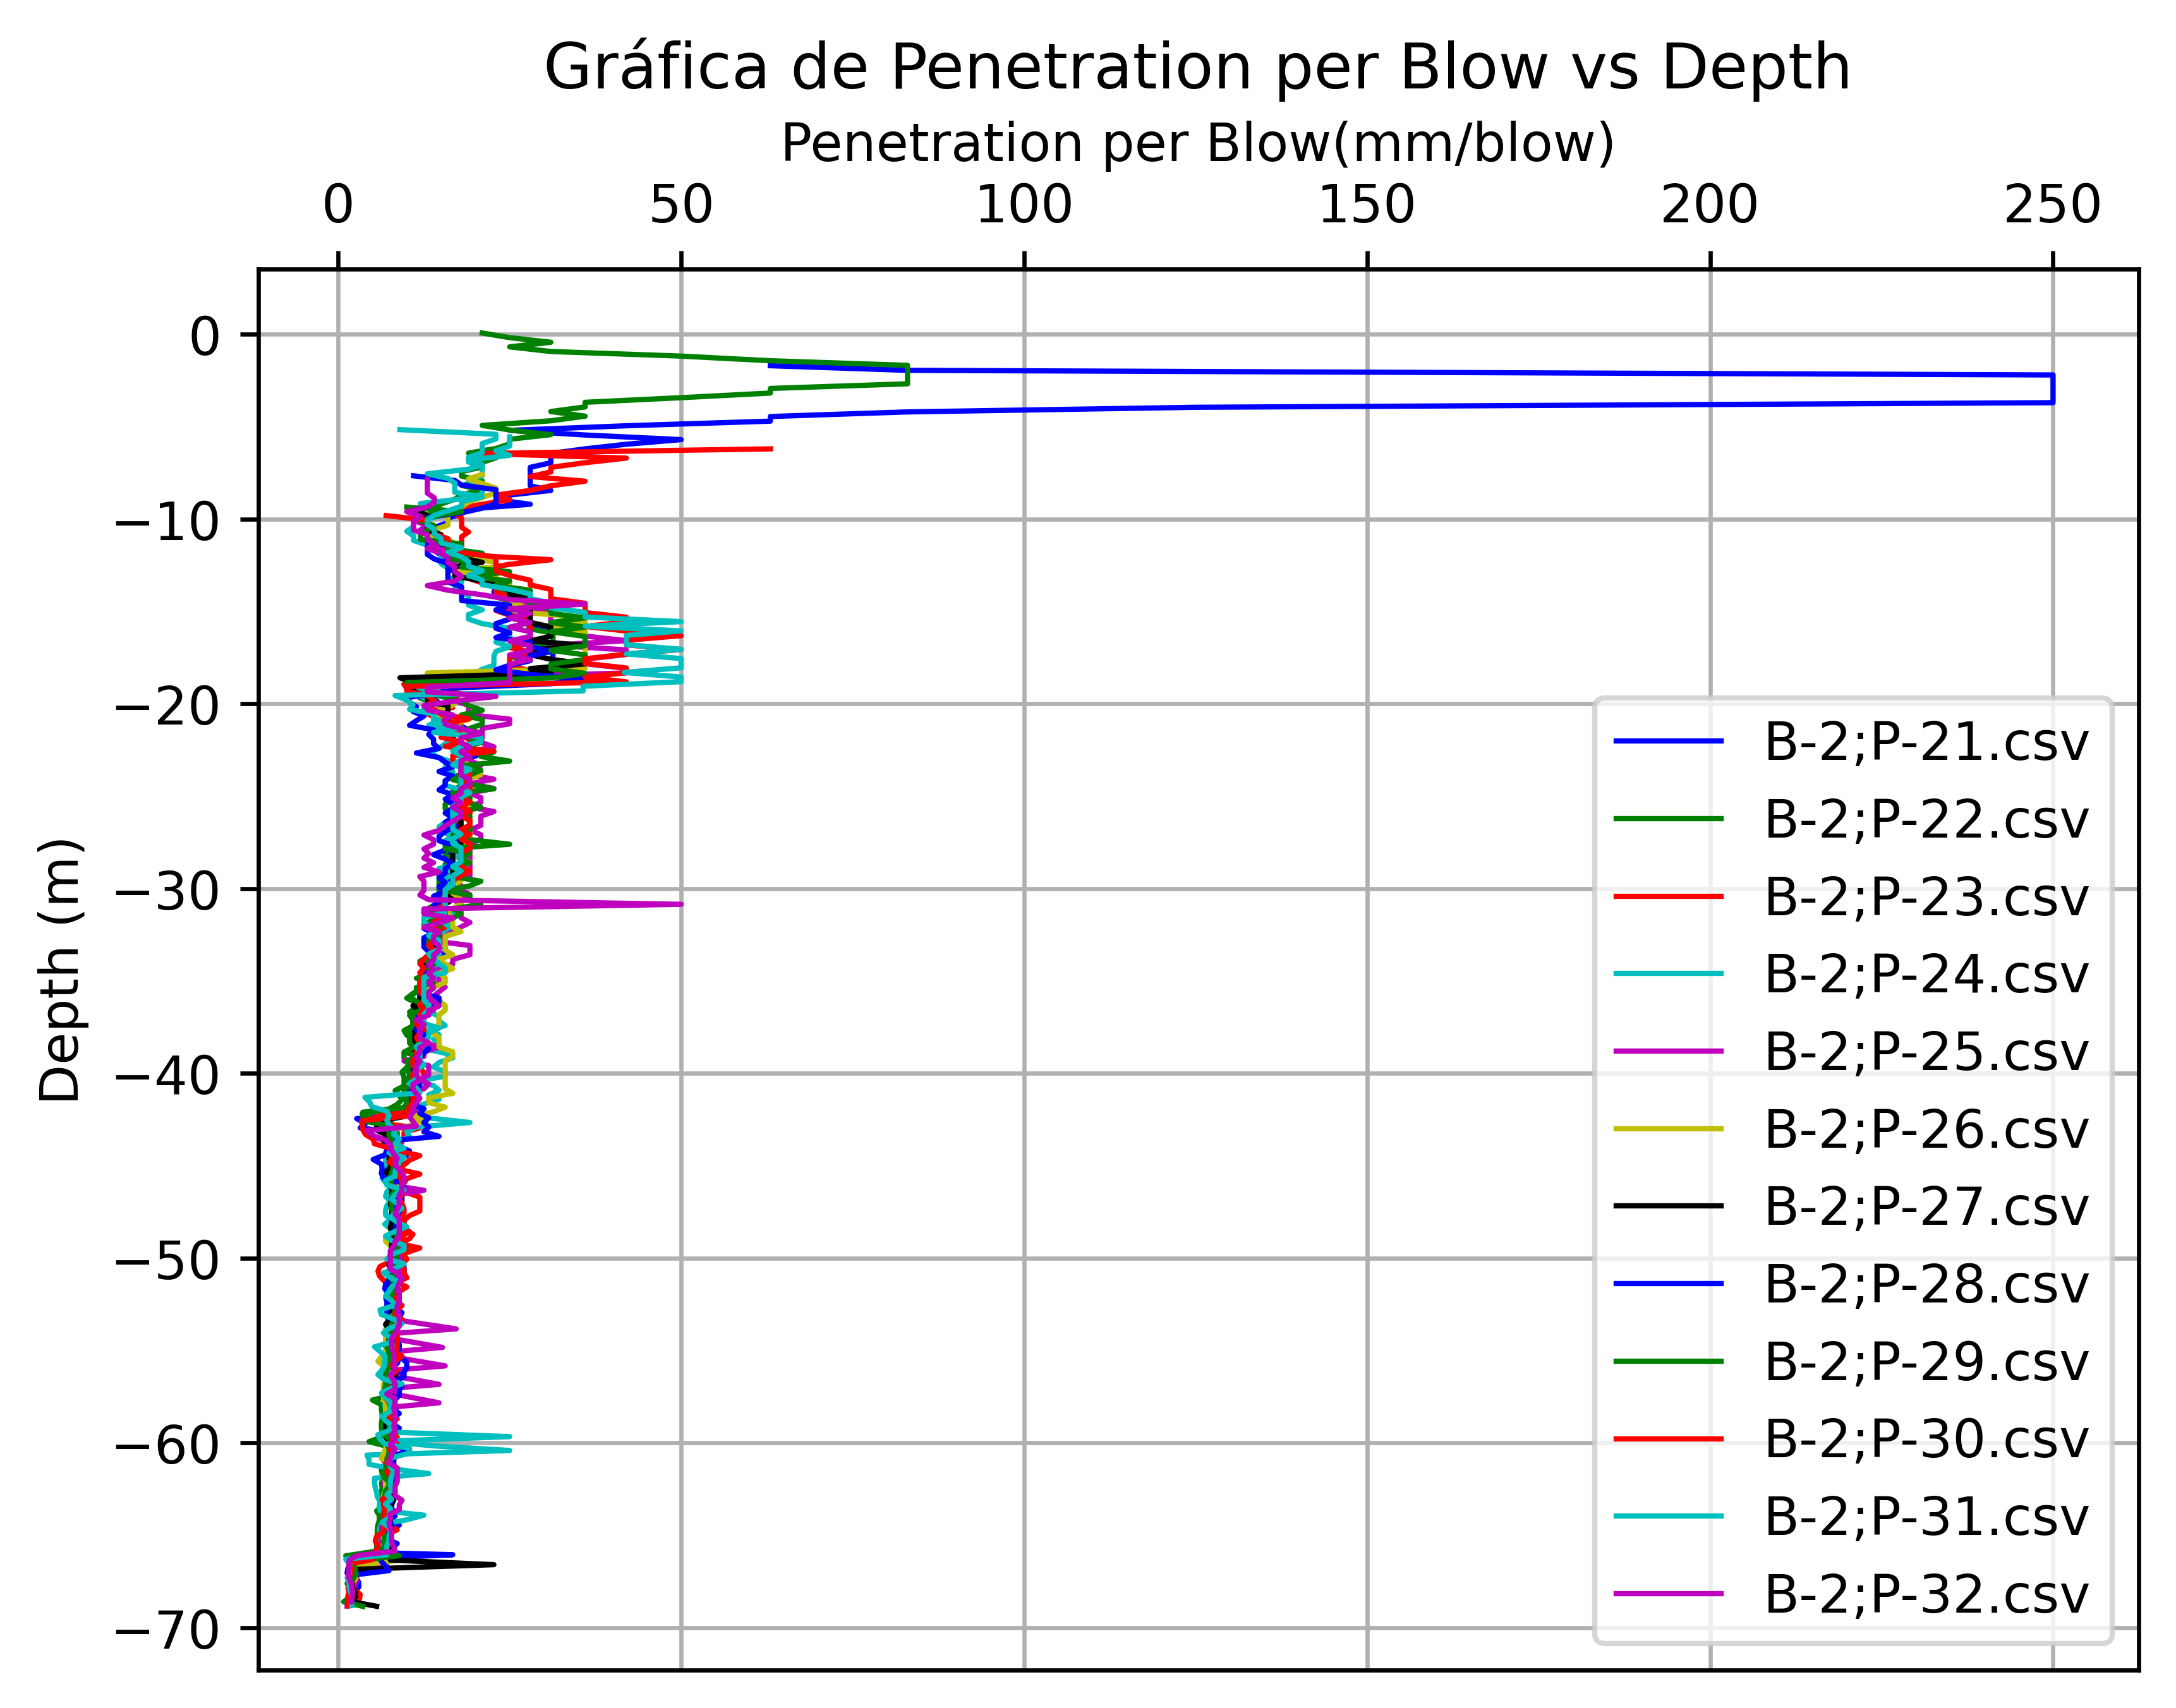 Gráfica de Penetration per Blow vs Depth
Penetration per Blow(mm/blow)
0 50 100 150 200 250
Depth (m)
0
−10
−20
−30
−40
−50
−60
−70
B-2;P-21.csv
B-2;P-22.csv
B-2;P-23.csv
B-2;P-24.csv
B-2;P-25.csv
B-2;P-26.csv
B-2;P-27.csv
B-2;P-28.csv
B-2;P-29.csv
B-2;P-30.csv
B-2;P-31.csv
B-2;P-32.csv